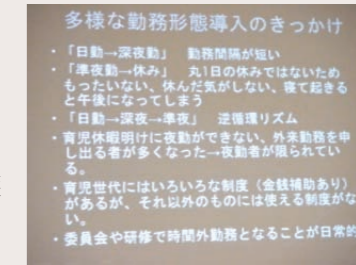 多様な勤務形態導入のきっかけ
・「日勤→深夜勤」　勤務間隔が短い
・「準夜勤→休み」　丸1日の休みではないため
もったいない、休んだ気がしない、寝て起きる
と午後になってしまう
・「日勤→深夜→準夜」　逆循環リズム
・育児休暇明けに夜勤ができない、外来勤務を申
し出る者が多くなった→夜勤者が限られてい
る。
・育児世代にはいろいろな制度（金銭補助あり）
があるが、それ以外のものには使える制度がな
い。
・委員会や研修で時間外勤務となることが日常的